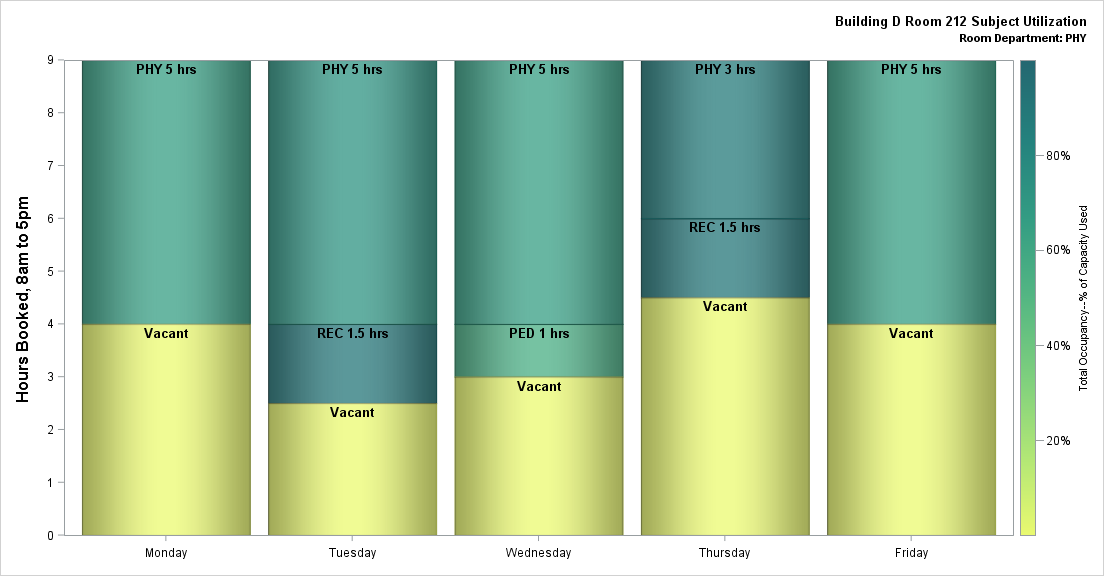 Building D Room 212 Subject Utilization
Room Department: PHY
Hours Booked, 8am to 5pm
9
8
7
6
5
4
3
2
1
0
PHY 5 hrs
Vacant
PHY 5 hrs
REC 1.5 hrs
Vacant
PHY 5 hrs
PED 1 hrs
Vacant
PHY 3 hrs
REC 1.5 hrs
Vacant
PHY 5 hrs
Vacant
Monday
Tuesday
Wednesday
Thursday
Friday
80%
60%
40%
20%
Total Occupancy--% of Capacity Used